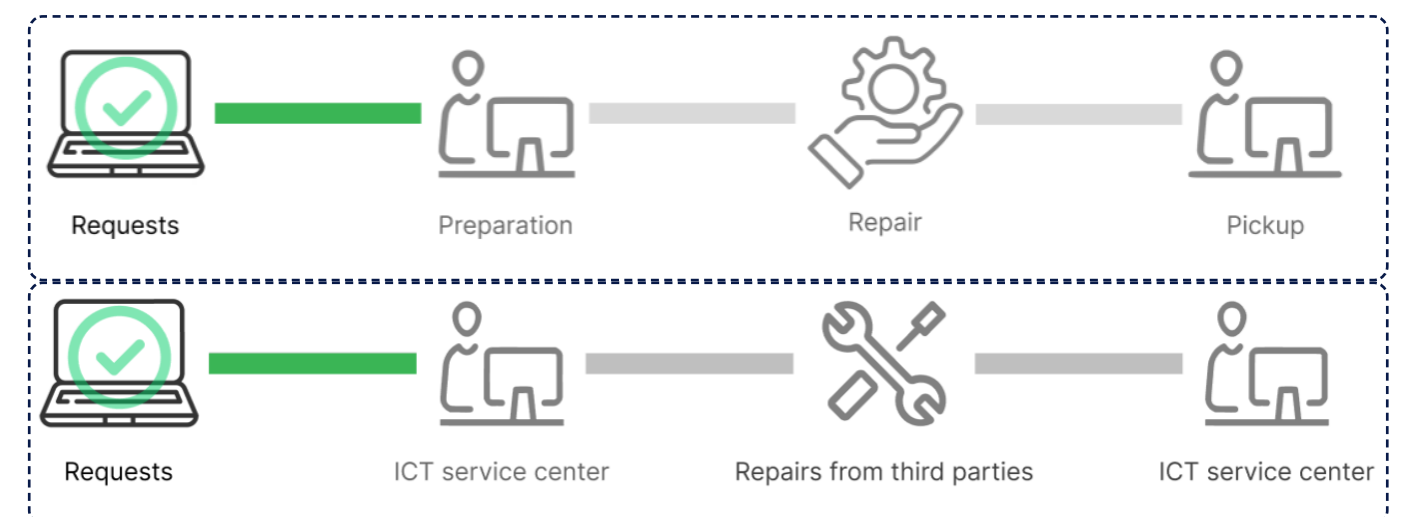 Requests
Preparation
Repair
Pickup
Requests
ICT service center
Repairs from third parties
ICT service center